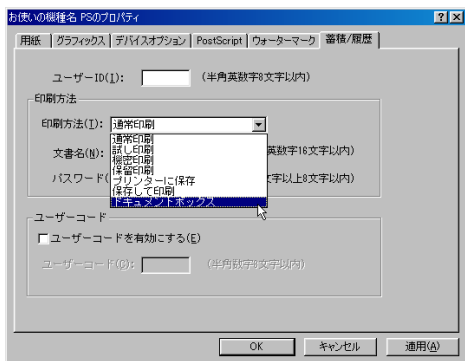 お使いの機種名 PSのプロパティ
用紙 グラフィックス デバイスオプション PostScript ウォーターマーク 蓄積/履歴
ユーザーID(I): (半角英数字8文字以内)
印刷方法
印刷方法(T): 通常印刷
通常印刷
試し印刷
文書名(N): 機密印刷 英数字16文字以内)
保留印刷
パスワード( プリンターに保存 文字以上8文字以内)
保存して印刷
ドキュメントボックス
ユーザーコード
ユーザーコードを有効にする(E)
ユーザーコード(C): (半角数字8文字以内)
OK キャンセル 適用(A)